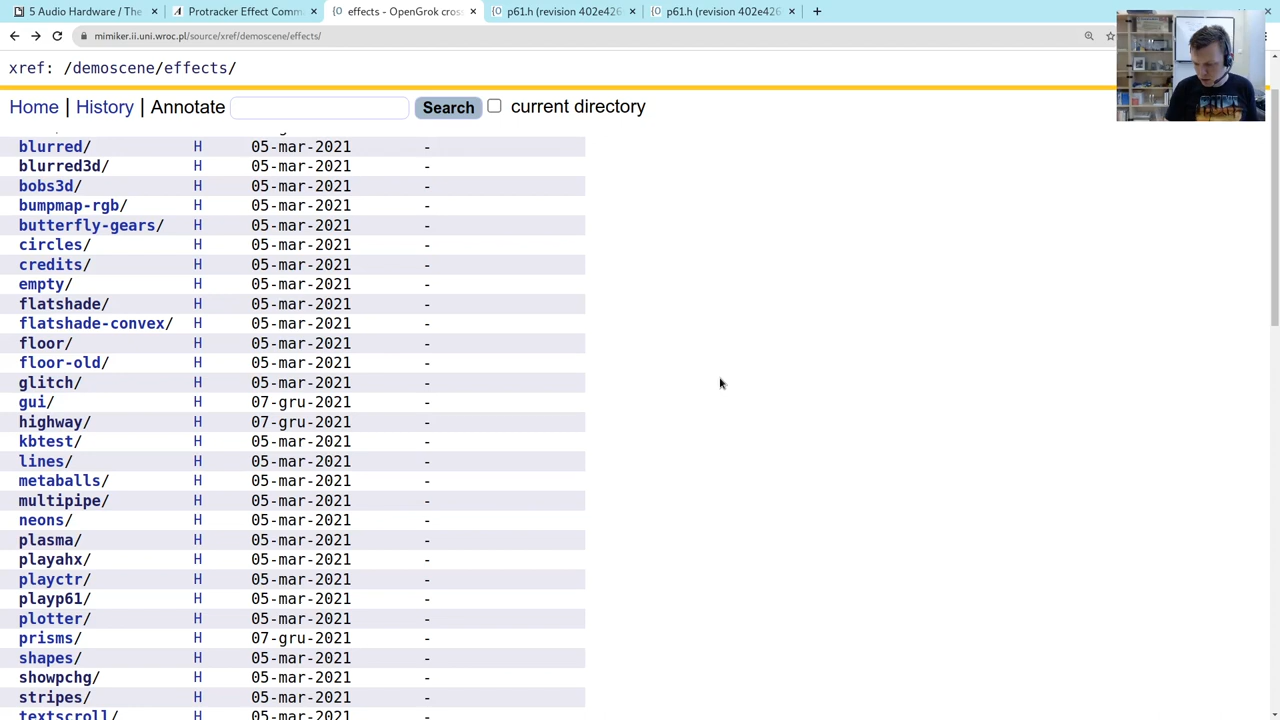 5 Audio Hardware / The
Protracker Effect Comm
effects - OpenGrok cros
p61.h (revision 402e426
p61.h (revision 402e426
mimiker.ii.uni.wroc.pl/source/xref/demoscene/effects/
xref: /demoscene/effects/
Home | History | Annotate Search current directory
blurred/ H 05-mar-2021 -
blurred3d/ H 05-mar-2021 -
bobs3d/ H 05-mar-2021 -
bumpmap-rgb/ H 05-mar-2021 -
butterfly-gears/ H 05-mar-2021 -
circles/ H 05-mar-2021 -
credits/ H 05-mar-2021 -
empty/ H 05-mar-2021 -
flatshade/ H 05-mar-2021 -
flatshade-convex/ H 05-mar-2021 -
floor/ H 05-mar-2021 -
floor-old/ H 05-mar-2021 -
glitch/ H 05-mar-2021 -
gui/ H 07-gru-2021 -
highway/ H 07-gru-2021 -
kbtest/ H 05-mar-2021 -
lines/ H 05-mar-2021 -
metaballs/ H 05-mar-2021 -
multipipe/ H 05-mar-2021 -
neons/ H 05-mar-2021 -
plasma/ H 05-mar-2021 -
playahx/ H 05-mar-2021 -
playctr/ H 05-mar-2021 -
playp61/ H 05-mar-2021 -
plotter/ H 05-mar-2021 -
prisms/ H 07-gru-2021 -
shapes/ H 05-mar-2021 -
showpchg/ H 05-mar-2021 -
stripes/ H 05-mar-2021 -
textscroll/ H 05-mar-2021 -